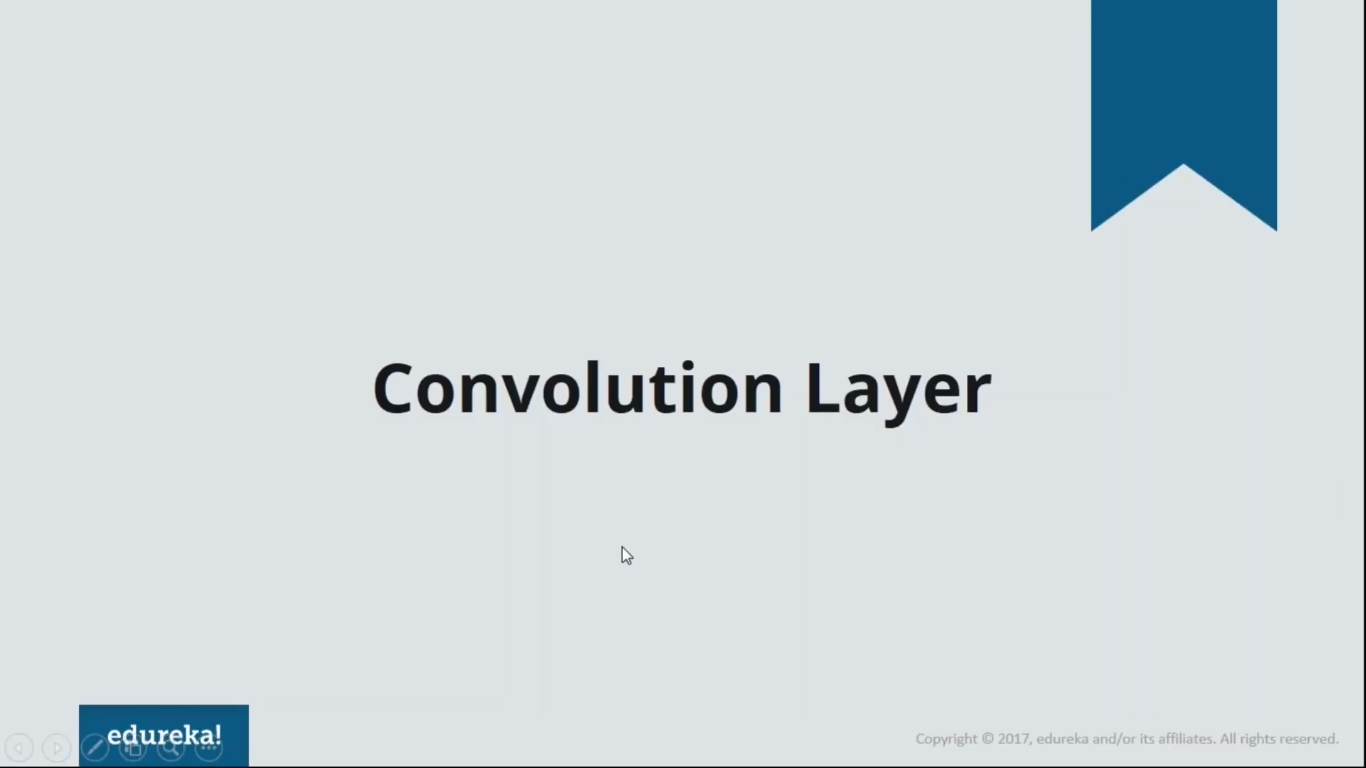 Convolution Layer
edureka!
Copyright © 2017, edureka and/or its affiliates. All rights reserved.